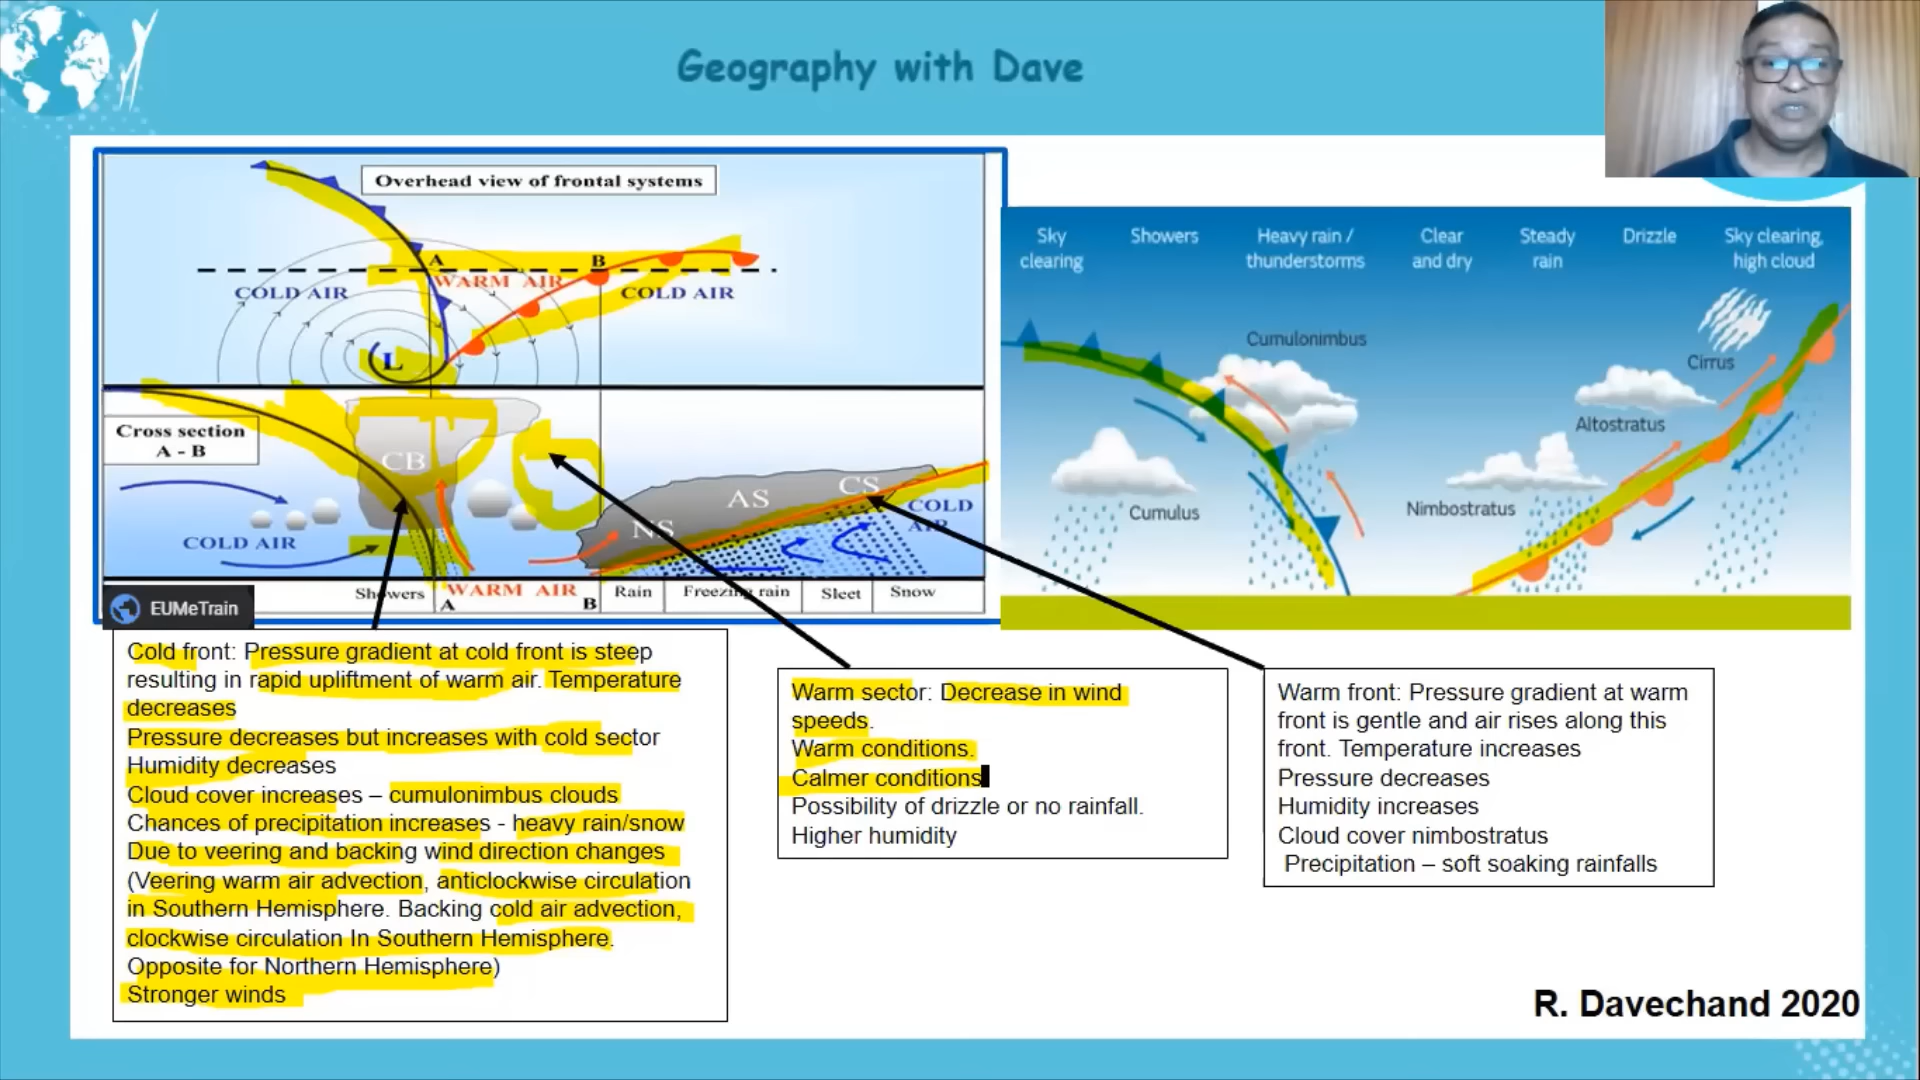 Geography with Dave
Overhead view of frontal systems
A
B
COLD AIR
WARM AIR
COLD AIR
L
Cross section
A - B
CB
COLD AIR
NS
AS
CS
COLD
AIR
Showers
WARM AIR
A
B
Rain
Freezing rain
Sleet
Snow
EUMeTrain
Sky
clearing
Showers
Heavy rain /
thunderstorms
Clear
and dry
Steady
rain
Drizzle
Sky clearing,
high cloud
Cumulonimbus
Cirrus
Altostratus
Nimbostratus
Cumulus
Cold front: Pressure gradient at cold front is steep
resulting in rapid upliftment of warm air. Temperature
decreases
Pressure decreases but increases with cold sector
Humidity decreases
Cloud cover increases – cumulonimbus clouds
Chances of precipitation increases - heavy rain/snow
Due to veering and backing wind direction changes
(Veering warm air advection, anticlockwise circulation
in Southern Hemisphere. Backing cold air advection,
clockwise circulation In Southern Hemisphere.
Opposite for Northern Hemisphere)
Stronger winds
Warm sector: Decrease in wind
speeds.
Warm conditions.
Calmer conditions
Possibility of drizzle or no rainfall.
Higher humidity
Warm front: Pressure gradient at warm
front is gentle and air rises along this
front. Temperature increases
Pressure decreases
Humidity increases
Cloud cover nimbostratus
Precipitation – soft soaking rainfalls
R. Davechand 2020